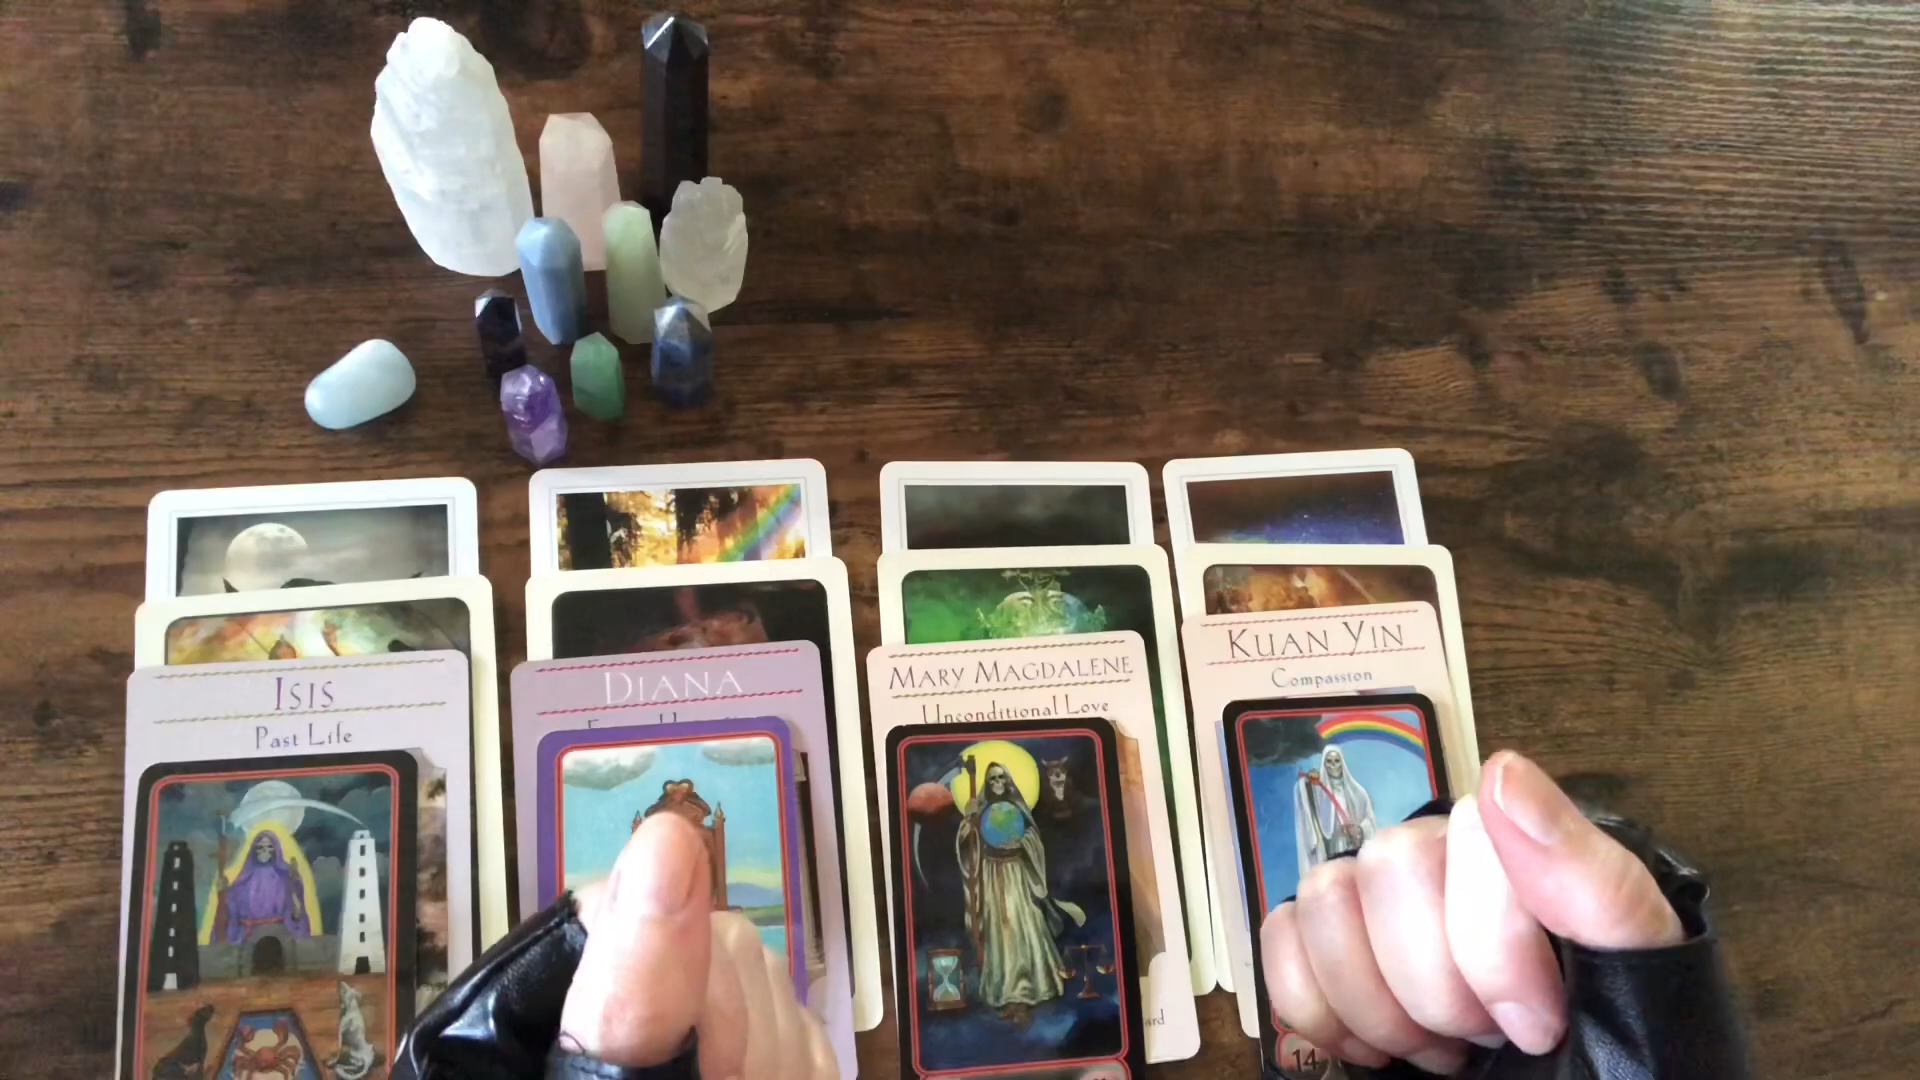 ISIS
Past Life
DIANA
MARY MAGDALENE
Unconditional Love
KUAN YIN
Compassion
14